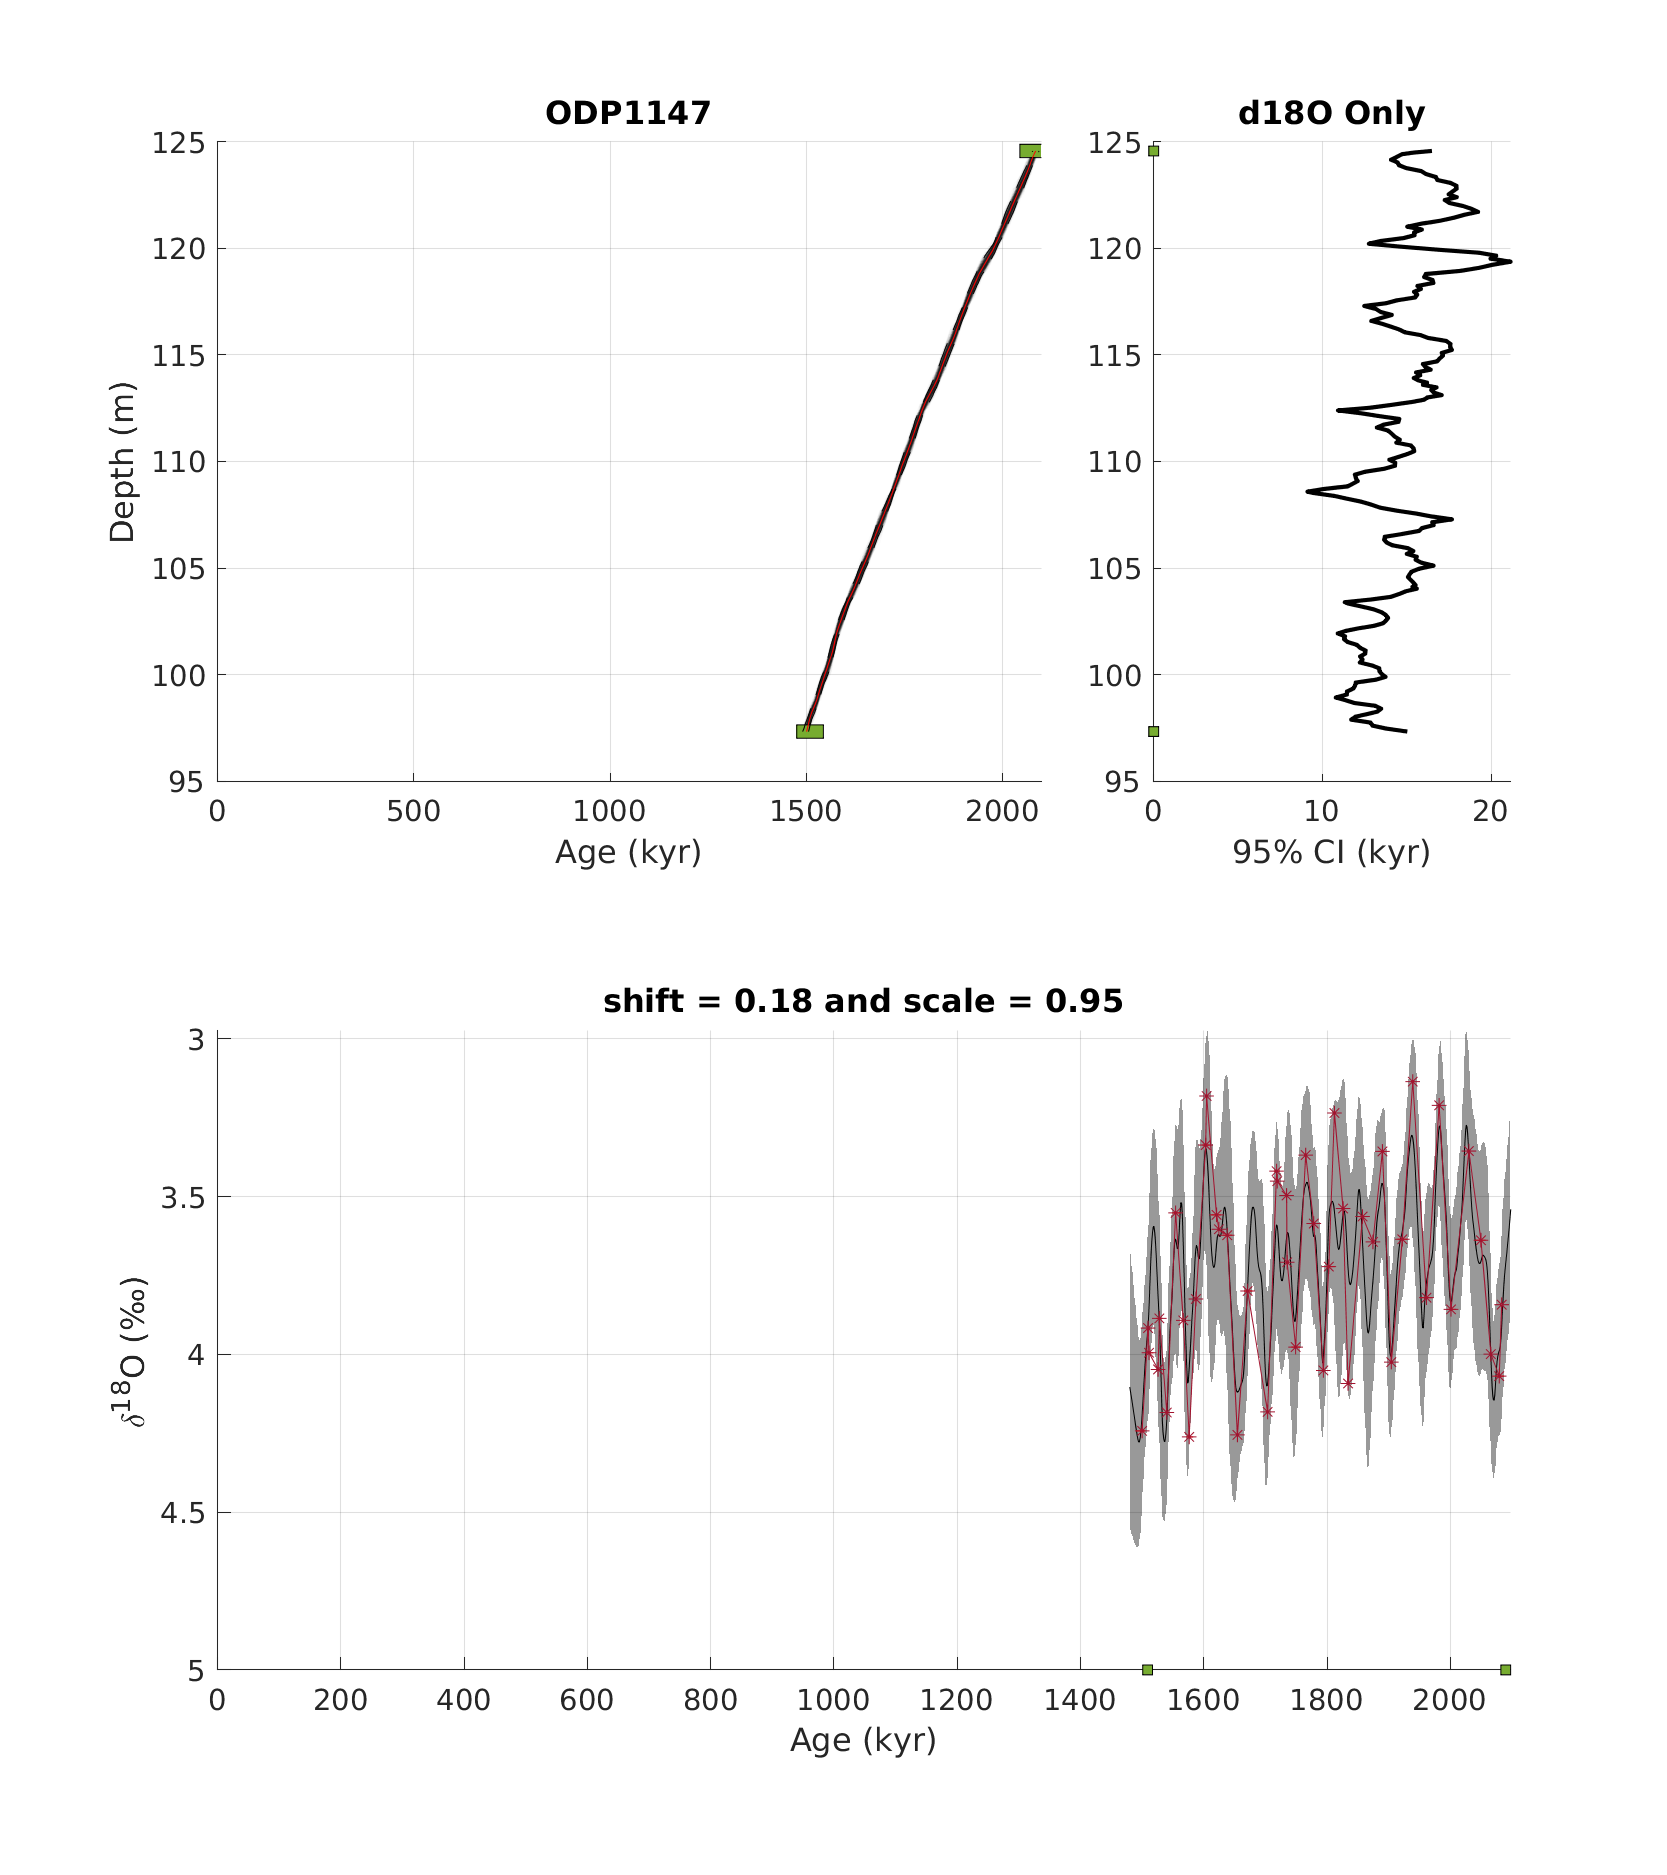 ODP1147
125
120
115
110
105
100
95
Depth (m)
0 500 1000 1500 2000
Age (kyr)
d18O Only
125
120
115
110
105
100
95
0 10 20
95% CI (kyr)
shift = 0.18 and scale = 0.95
3
3.5
4
4.5
5
δ¹⁸O (‰)
0 200 400 600 800 1000 1200 1400 1600 1800 2000
Age (kyr)